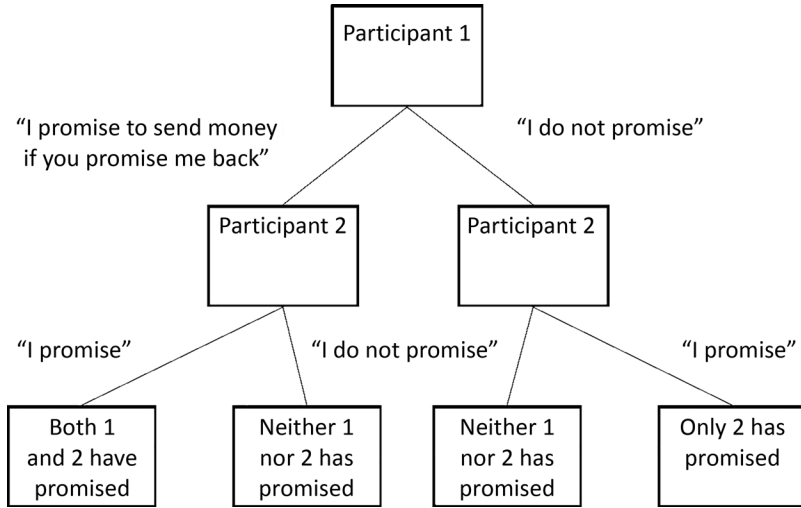 Participant 1
“I promise to send money
if you promise me back”
“I do not promise”
Participant 2
Participant 2
“I promise”
“I do not promise”
“I promise”
Both 1
and 2 have
promised
Neither 1
nor 2 has
promised
Neither 1
nor 2 has
promised
Only 2 has
promised